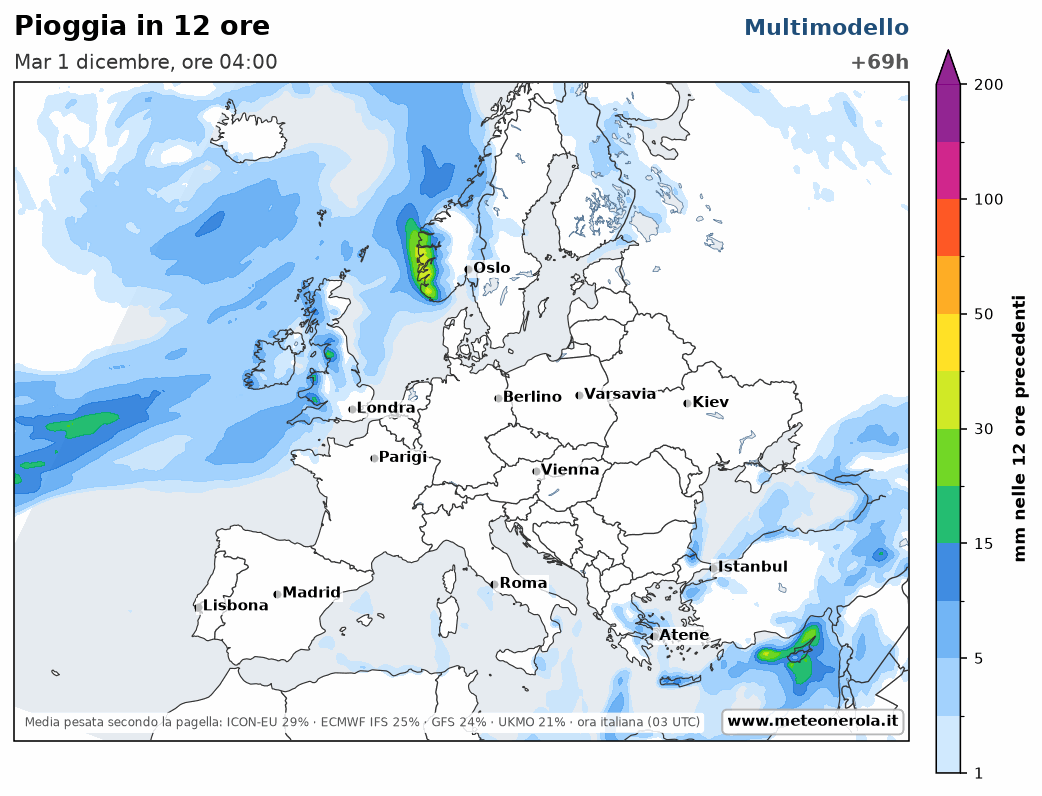 Pioggia in 12 ore
Multimodello
Mar 1 dicembre, ore 04:00
+69h
200
100
50
30
15
5
1
mm nelle 12 ore precedenti
Oslo
Berlino
Varsavia
Kiev
Londra
Parigi
Vienna
Istanbul
Roma
Madrid
Lisbona
Atene
Media pesata secondo la pagella: ICON-EU 29% · ECMWF IFS 25% · GFS 24% · UKMO 21% · ora italiana (03 UTC)
www.meteonerola.it